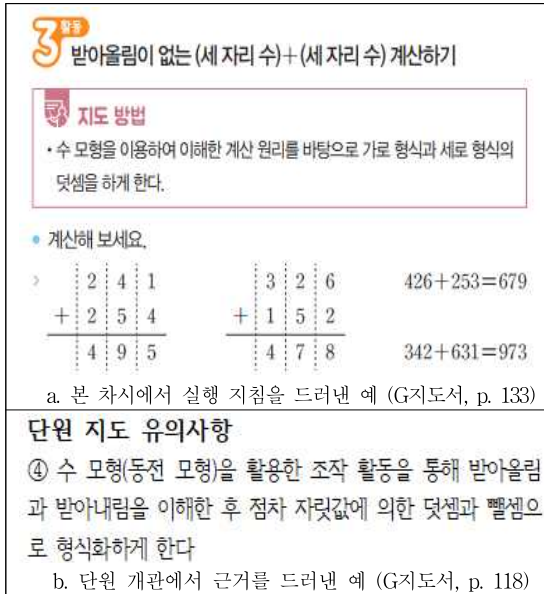 3 활동
받아올림이 없는 (세 자리 수)+(세 자리 수) 계산하기
지도 방법
• 수 모형을 이용하여 이해한 계산 원리를 바탕으로 가로 형식과 세로 형식의
덧셈을 하게 한다.
• 계산해 보세요.
2 4 1
+ 2 5 4
4 9 5
3 2 6
+ 1 5 2
4 7 8
426+253=679
342+631=973
a. 본 차시에서 실행 지침을 드러낸 예 (G지도서, p. 133)
단원 지도 유의사항
④ 수 모형(동전 모형)을 활용한 조작 활동을 통해 받아올림
과 받아내림을 이해한 후 점차 자릿값에 의한 덧셈과 뺄셈으
로 형식화하게 한다
b. 단원 개관에서 근거를 드러낸 예 (G지도서, p. 118)